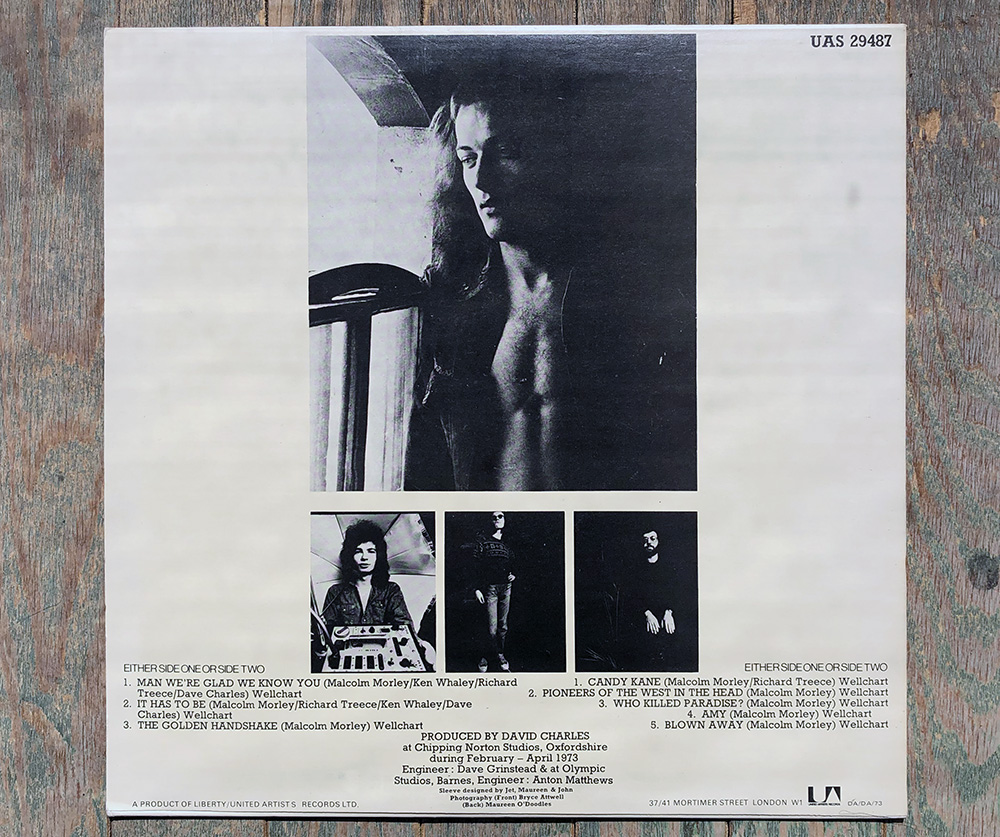 UAS 29487
EITHER SIDE ONE OR SIDE TWO
1. MAN WE'RE GLAD WE KNOW YOU (Malcolm Morley/Ken Whaley/Richard
Treece/Dave Charles) Wellchart
2. IT HAS TO BE (Malcolm Morley/Richard Treece/Ken Whaley/Dave
Charles) Wellchart
3. THE GOLDEN HANDSHAKE (Malcolm Morley) Wellchart
EITHER SIDE ONE OR SIDE TWO
1. CANDY KANE (Malcolm Morley/Richard Treece) Wellchart
2. PIONEERS OF THE WEST IN THE HEAD (Malcolm Morley) Wellchart
3. WHO KILLED PARADISE? (Malcolm Morley) Wellchart
4. AMY (Malcolm Morley) Wellchart
5. BLOWN AWAY (Malcolm Morley) Wellchart
PRODUCED BY DAVID CHARLES
at Chipping Norton Studios, Oxfordshire
during February – April 1973
Engineer : Dave Grinstead & at Olympic
Studios, Barnes, Engineer : Anton Matthews
Sleeve designed by Jet, Maureen & John
Photography (Front) Bryce Attwell
(Back) Maureen O'Doodles
A PRODUCT OF LIBERTY/UNITED ARTISTS RECORDS LTD.
37/41 MORTIMER STREET LONDON W1
UA
DA/DA/73